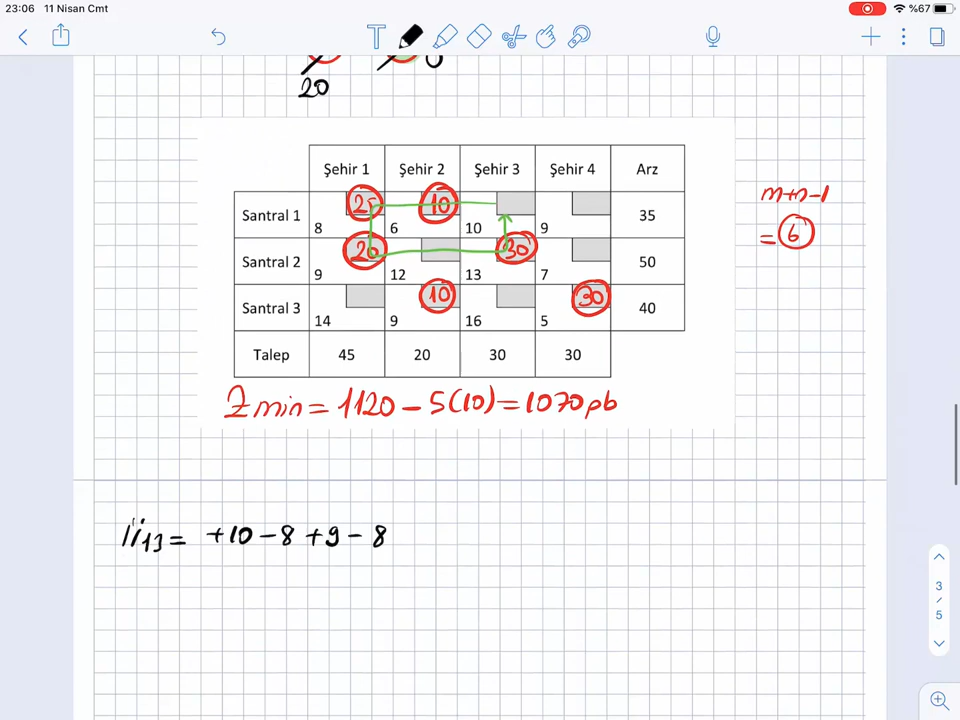 23:06 11 Nisan Cmt %67
20
Şehir 1 Şehir 2 Şehir 3 Şehir 4 Arz
Santral 1 25 8 10 6 10 9 35
Santral 2 20 9 12 30 13 7 50
Santral 3 14 10 9 16 30 5 40
Talep 45 20 30 30
m+n-1
= 6
Zmin = 1120 - 5(10) = 1070 pb
13 = +10 - 8 + 9 - 8
3
/
5